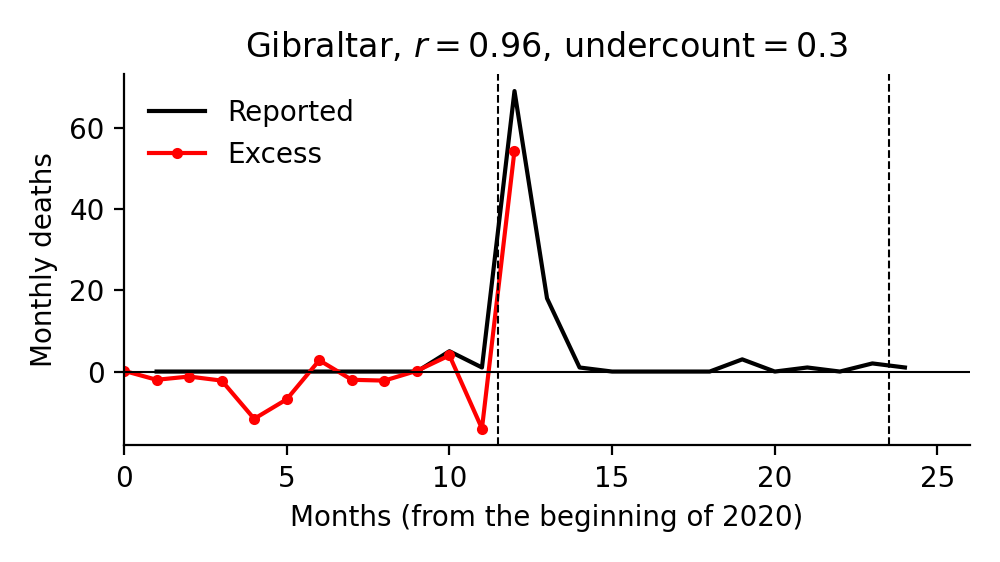 Gibraltar, r = 0.96, undercount = 0.3
Reported
Excess
Monthly deaths
60
40
20
0
0 5 10 15 20 25
Months (from the beginning of 2020)